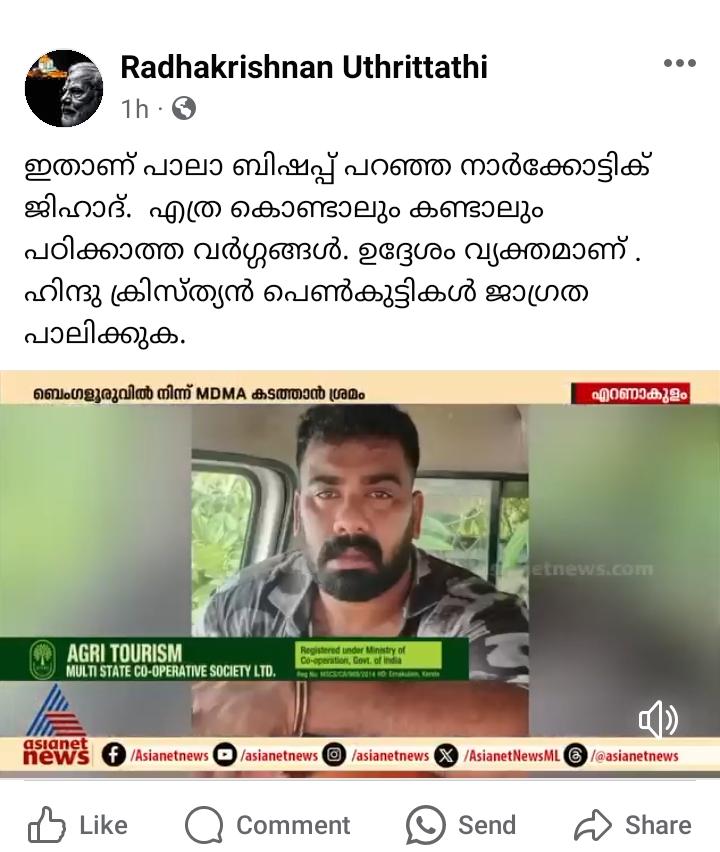 Radhakrishnan Uthrittathi
1h
ഇതാണ് പാലാ ബിഷപ്പ് പറഞ്ഞ നാർക്കോട്ടിക്
ജിഹാദ്. എത്ര കൊണ്ടാലും കണ്ടാലും
പഠിക്കാത്ത വർഗ്ഗങ്ങൾ. ഉദ്ദേശം വ്യക്തമാണ് .
ഹിന്ദു ക്രിസ്ത്യൻ പെൺകുട്ടികൾ ജാഗ്രത
പാലിക്കുക.
ബെംഗളൂരുവിൽ നിന്ന് MDMA കടത്താൻ ശ്രമം
എറണാകുളം
etnews.com
AGRI TOURISM
MULTI STATE CO-OPERATIVE SOCIETY LTD.
Registered under Ministry of
Co-operation, Govt. of India
asianet
news
/Asianetnews /asianetnews /asianetnews /AsianetNewsML /@asianetnews
Like Comment Send Share